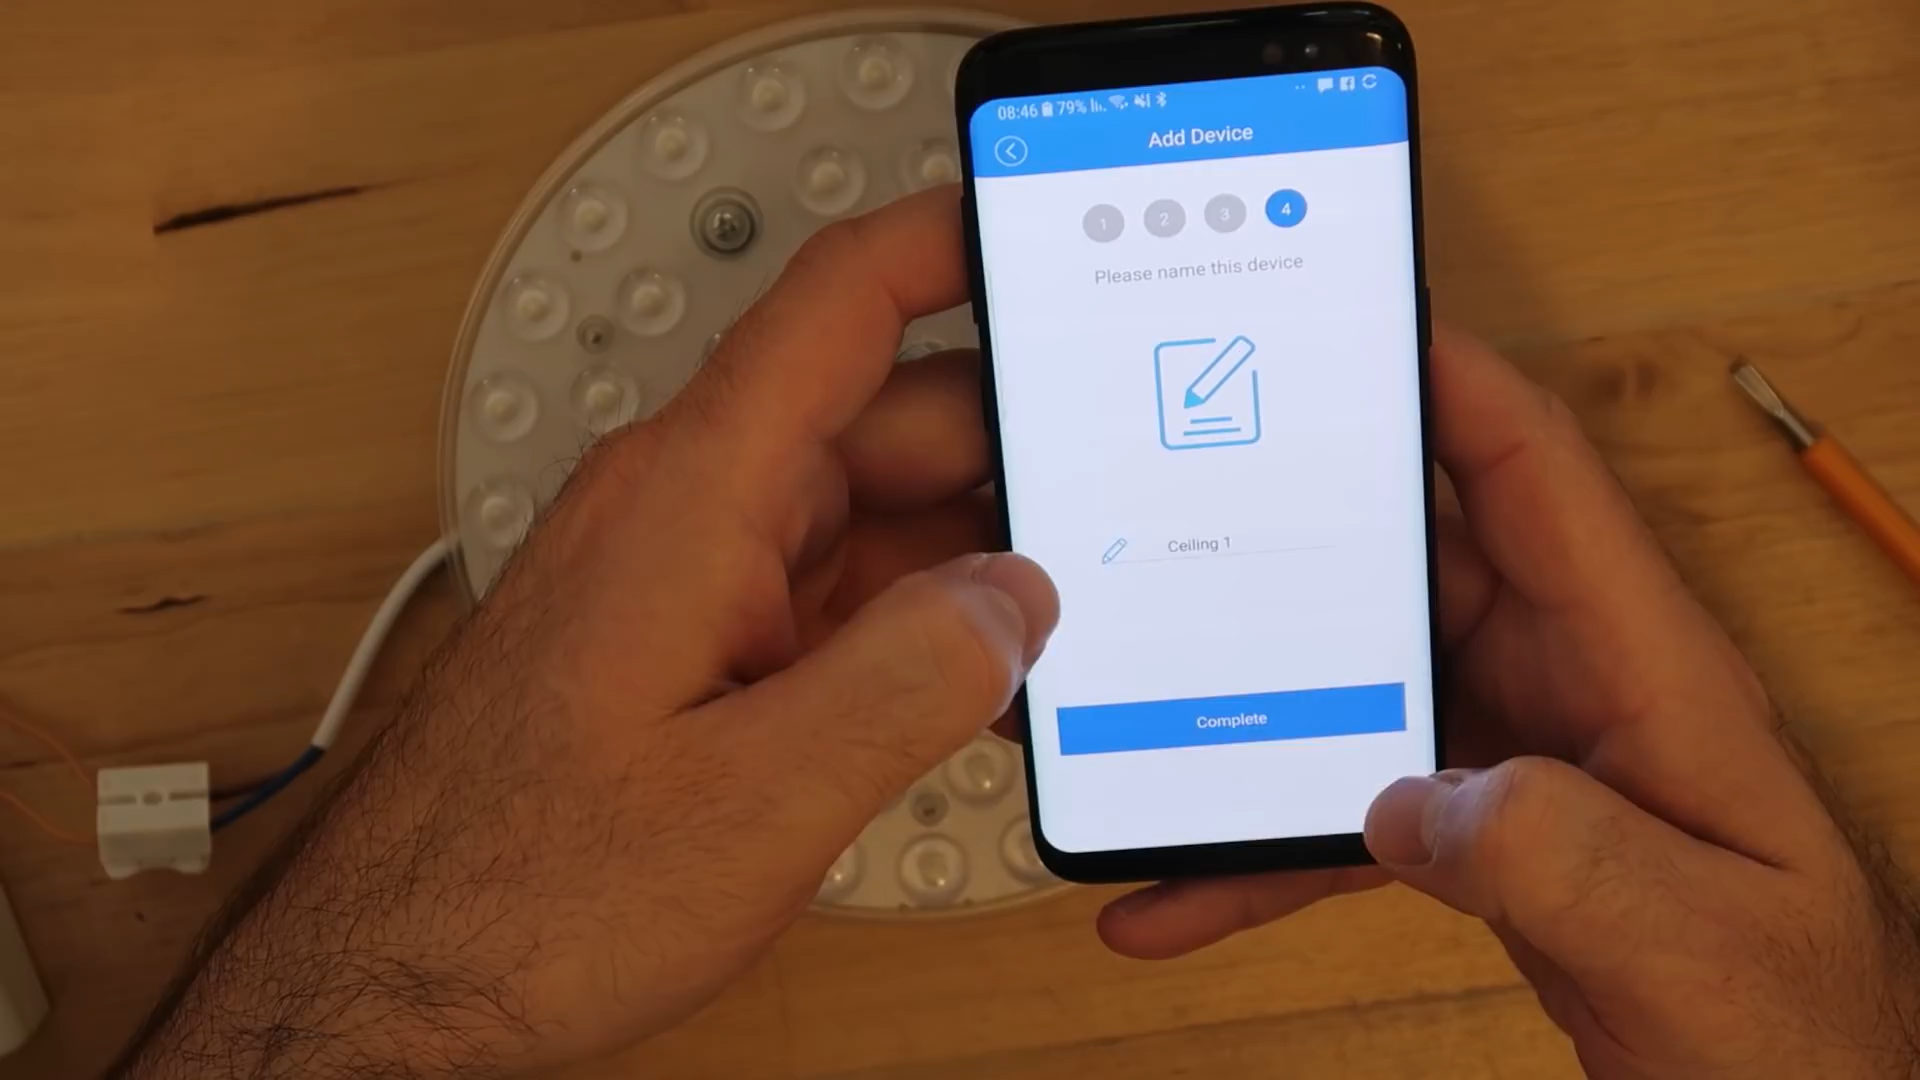 08:46 79%
Add Device
1 2 3 4
Please name this device
Ceiling 1
Complete